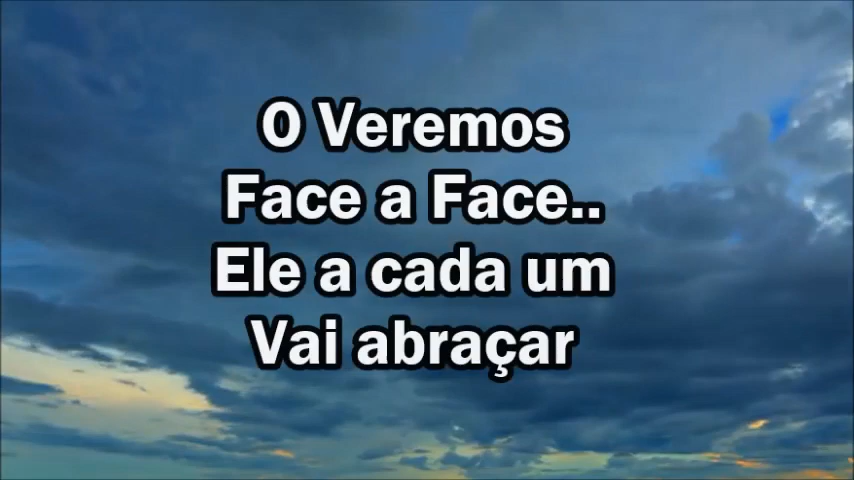 O Veremos
Face a Face..
Ele a cada um
Vai abraçar